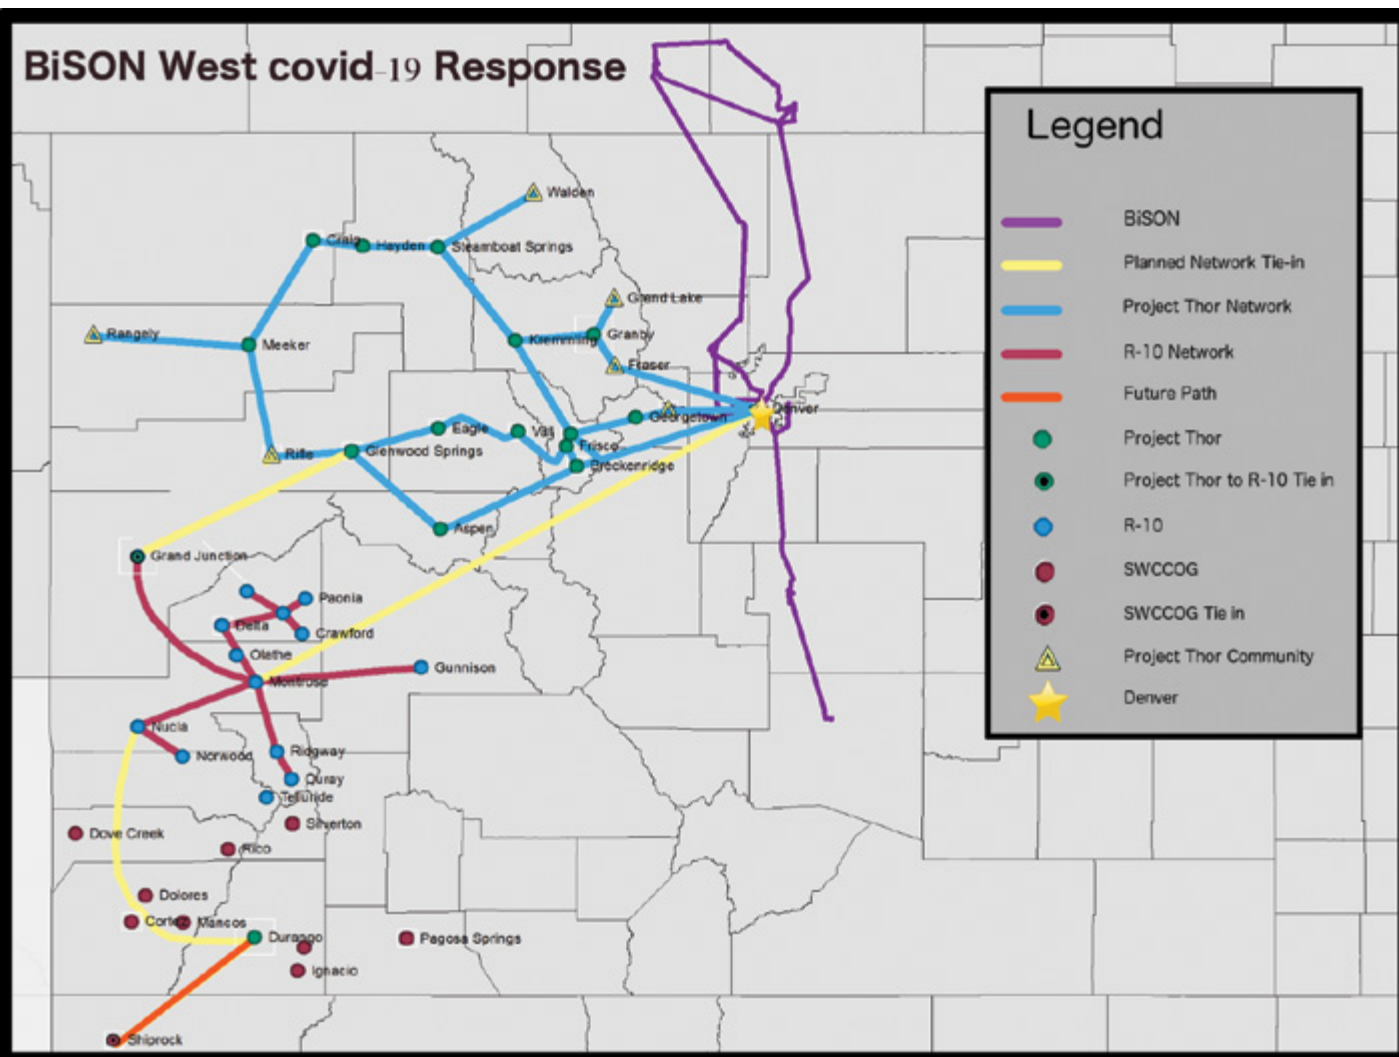 BiSON West covid-19 Response
Legend
BiSON
Planned Network Tie-in
Project Thor Network
R-10 Network
Future Path
Project Thor
Project Thor to R-10 Tie in
R-10
SWCCOG
SWCCOG Tie in
Project Thor Community
Denver
Walden
Craig
Hayden
Steamboat Springs
Grand Lake
Rangely
Meeker
Kremmling
Granby
Fraser
Denver
Georgetown
Eagle
Vail
Frisco
Rifle
Glenwood Springs
Breckenridge
Aspen
Grand Junction
Paonia
Delta
Crawford
Olathe
Gunnison
Montrose
Nucla
Norwood
Ridgway
Ouray
Telluride
Silverton
Dove Creek
Rico
Dolores
Cortez
Mancos
Durango
Pagosa Springs
Ignacio
Shiprock